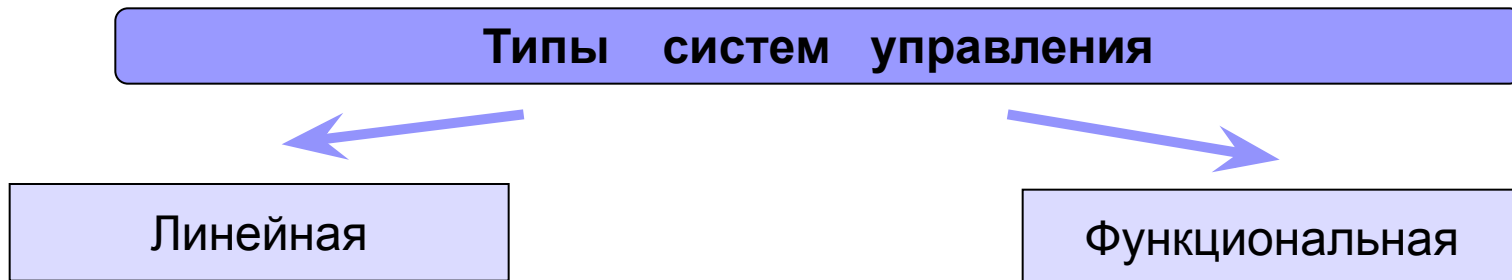 Типы систем управления
Линейная
Функциональная